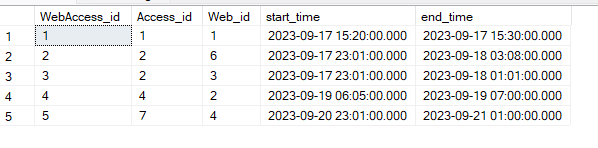 WebAccess_id Access_id Web_id start_time end_time
1 1 1 1 2023-09-17 15:20:00.000 2023-09-17 15:30:00.000
2 2 2 6 2023-09-17 23:01:00.000 2023-09-18 03:08:00.000
3 3 2 3 2023-09-17 23:01:00.000 2023-09-18 01:01:00.000
4 4 4 2 2023-09-19 06:05:00.000 2023-09-19 07:00:00.000
5 5 7 4 2023-09-20 23:01:00.000 2023-09-21 01:00:00.000